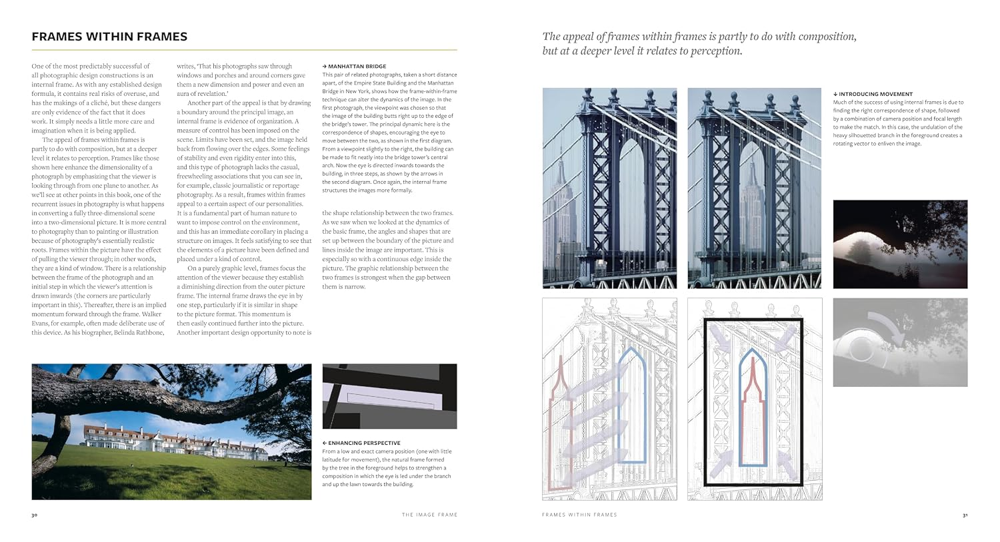 FRAMES WITHIN FRAMES
One of the most predictably successful of
all photographic design constructions is an
internal frame. As with any established design
formula, it contains real risks of overuse, and
has the makings of a cliché, but these dangers
are only evidence of the fact that it does
work. It simply needs a little more care and
imagination when it is being applied.
The appeal of frames within frames is
partly to do with composition, but at a deeper
level it relates to perception. Frames like those
shown here enhance the dimensionality of a
photograph by emphasizing that the viewer is
looking through from one plane to another. As
we'll see at other points in this book, one of the
recurrent issues in photography is what happens
in converting a fully three-dimensional scene
into a two-dimensional picture. It is more central
to photography than to painting or illustration
because of photography's essentially realistic
roots. Frames within the picture have the effect
of pulling the viewer through; in other words,
they are a kind of window. There is a relationship
between the frame of the photograph and an
initial step in which the viewer's attention is
drawn inwards (the corners are particularly
important in this). Thereafter, there is an implied
momentum forward through the frame. Walker
Evans, for example, often made deliberate use of
this device. As his biographer, Belinda Rathbone,
writes, 'That his photographs saw through
windows and porches and around corners gave
them a new dimension and power and even an
aura of revelation.'
Another part of the appeal is that by drawing
a boundary around the principal image, an
internal frame is evidence of organization. A
measure of control has been imposed on the
scene. Limits have been set, and the image held
back from flowing over the edges. Some feelings
of stability and even rigidity enter into this,
and this type of photograph lacks the casual,
freewheeling associations that you can see in,
for example, classic journalistic or reportage
photography. As a result, frames within frames
appeal to a certain aspect of our personalities.
It is a fundamental part of human nature to
want to impose control on the environment,
and this has an immediate corollary in placing a
structure on images. It feels satisfying to see that
the elements of a picture have been defined and
placed under a kind of control.
On a purely graphic level, frames focus the
attention of the viewer because they establish
a diminishing direction from the outer picture
frame. The internal frame draws the eye in by
one step, particularly if it is similar in shape
to the picture format. This momentum is
then easily continued further into the picture.
Another important design opportunity to note is
→ MANHATTAN BRIDGE
This pair of related photographs, taken a short distance
apart, of the Empire State Building and the Manhattan
Bridge in New York, shows how the frame-within-frame
technique can alter the dynamics of the image. In the
first photograph, the viewpoint was chosen so that
the image of the building butts right up to the edge of
the bridge's tower. The principal dynamic here is the
correspondence of shapes, encouraging the eye to
move between the two, as shown in the first diagram.
From a viewpoint slightly to the right, the building can
be made to fit neatly into the bridge tower's central
arch. Now the eye is directed inwards towards the
building, in three steps, as shown by the arrows in
the second diagram. Once again, the internal frame
structures the images more formally.
the shape relationship between the two frames.
As we saw when we looked at the dynamics of
the basic frame, the angles and shapes that are
set up between the boundary of the picture and
lines inside the image are important. This is
especially so with a continuous edge inside the
picture. The graphic relationship between the
two frames is strongest when the gap between
them is narrow.
← ENHANCING PERSPECTIVE
From a low and exact camera position (one with little
latitude for movement), the natural frame formed
by the tree in the foreground helps to strengthen a
composition in which the eye is led under the branch
and up the lawn towards the building.
30
THE IMAGE FRAME
The appeal of frames within frames is partly to do with composition,
but at a deeper level it relates to perception.
↓ INTRODUCING MOVEMENT
Much of the success of using internal frames is due to
finding the right correspondence of shape, followed
by a combination of camera position and focal length
to make the match. In this case, the undulation of the
heavy silhouetted branch in the foreground creates a
rotating vector to enliven the image.
FRAMES WITHIN FRAMES
31